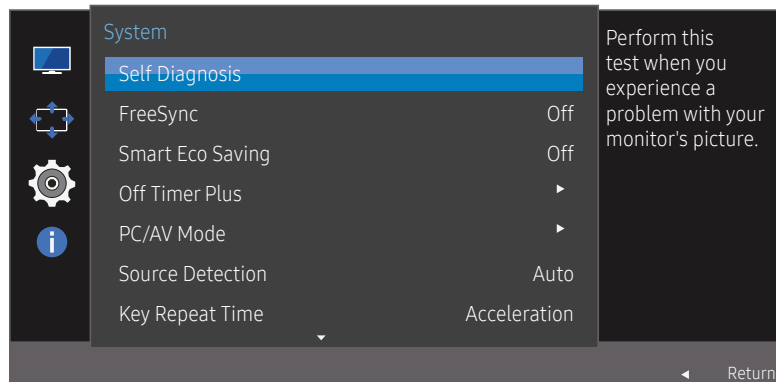 System
Self Diagnosis
FreeSync Off
Smart Eco Saving Off
Off Timer Plus ►
PC/AV Mode ►
Source Detection Auto
Key Repeat Time Acceleration
Perform this
test when you
experience a
problem with your
monitor's picture.
◄ Return